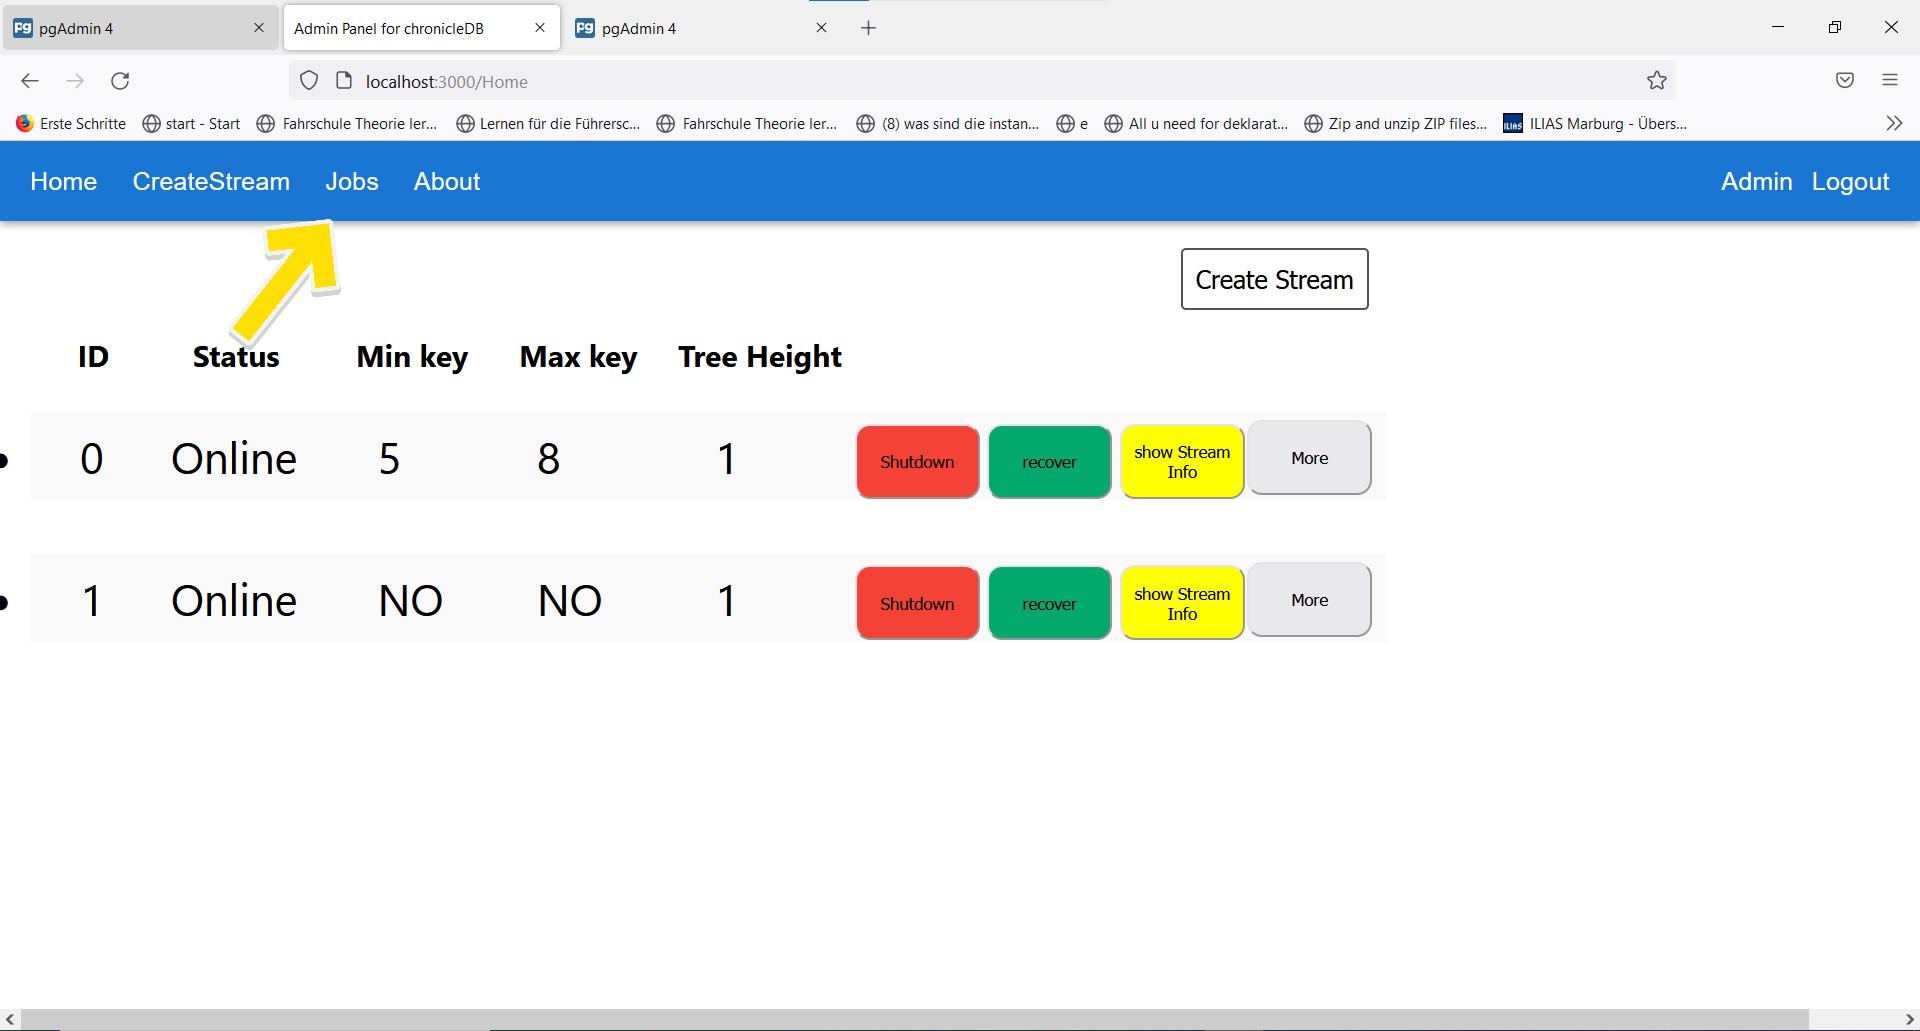 pgAdmin 4
Admin Panel for chronicleDB
pgAdmin 4
localhost:3000/Home
Erste Schritte
start - Start
Fahrschule Theorie ler...
Lernen für die Führersc...
Fahrschule Theorie ler...
(8) was sind die instan...
e
All u need for deklarat...
Zip and unzip ZIP files...
ILIAS Marburg - Übers...
Home CreateStream Jobs About Admin Logout
Create Stream
ID Status Min key Max key Tree Height
0 Online 5 8 1 Shutdown recover show Stream
Info
More
1 Online NO NO 1 Shutdown recover show Stream
Info
More